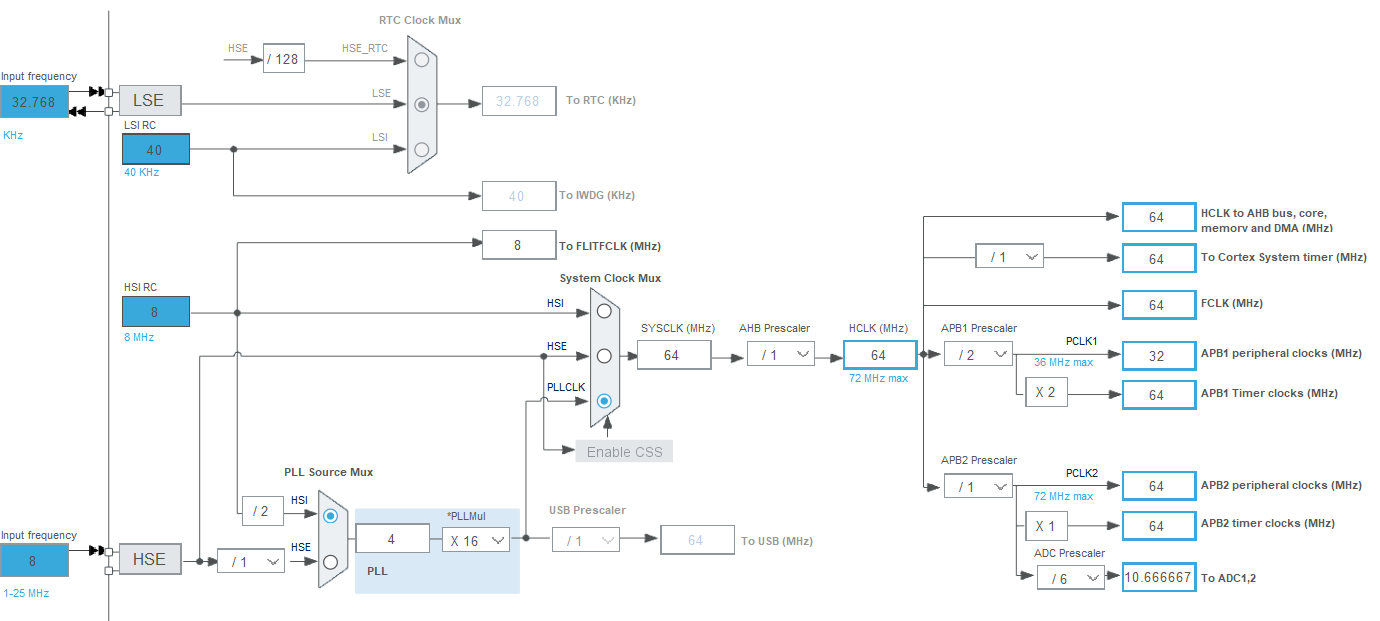 RTC Clock Mux
HSE
/ 128
HSE_RTC
Input frequency
32.768
KHz
LSE
LSE
32.768
To RTC (KHz)
LSI RC
40
40 KHz
LSI
40
To IWDG (KHz)
8
To FLITFCLK (MHz)
HSI RC
8
8 MHz
System Clock Mux
HSI
HSE
PLLCLK
Enable CSS
SYSCLK (MHz)
64
AHB Prescaler
/ 1
HCLK (MHz)
64
72 MHz max
64
HCLK to AHB bus, core,
memory and DMA (MHz)
/ 1
64
To Cortex System timer (MHz)
64
FCLK (MHz)
APB1 Prescaler
/ 2
PCLK1
36 MHz max
32
APB1 peripheral clocks (MHz)
X 2
64
APB1 Timer clocks (MHz)
APB2 Prescaler
/ 1
PCLK2
72 MHz max
64
APB2 peripheral clocks (MHz)
X 1
64
APB2 timer clocks (MHz)
ADC Prescaler
/ 6
10.666667
To ADC1,2
PLL Source Mux
/ 2
HSI
Input frequency
8
1-25 MHz
HSE
/ 1
HSE
4
*PLLMul
X 16
PLL
USB Prescaler
/ 1
64
To USB (MHz)